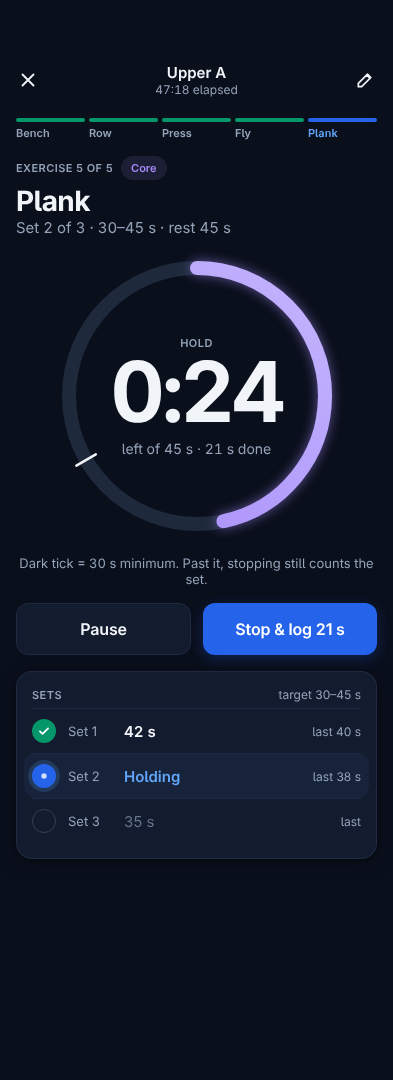 Upper A
47:18 elapsed
Bench
Row
Press
Fly
Plank
EXERCISE 5 OF 5
Core
Plank
Set 2 of 3 · 30–45 s · rest 45 s
HOLD
0:24
left of 45 s · 21 s done
Dark tick = 30 s minimum. Past it, stopping still counts the
set.
Pause
Stop & log 21 s
SETS
target 30–45 s
Set 1
42 s
last 40 s
Set 2
Holding
last 38 s
Set 3
35 s
last